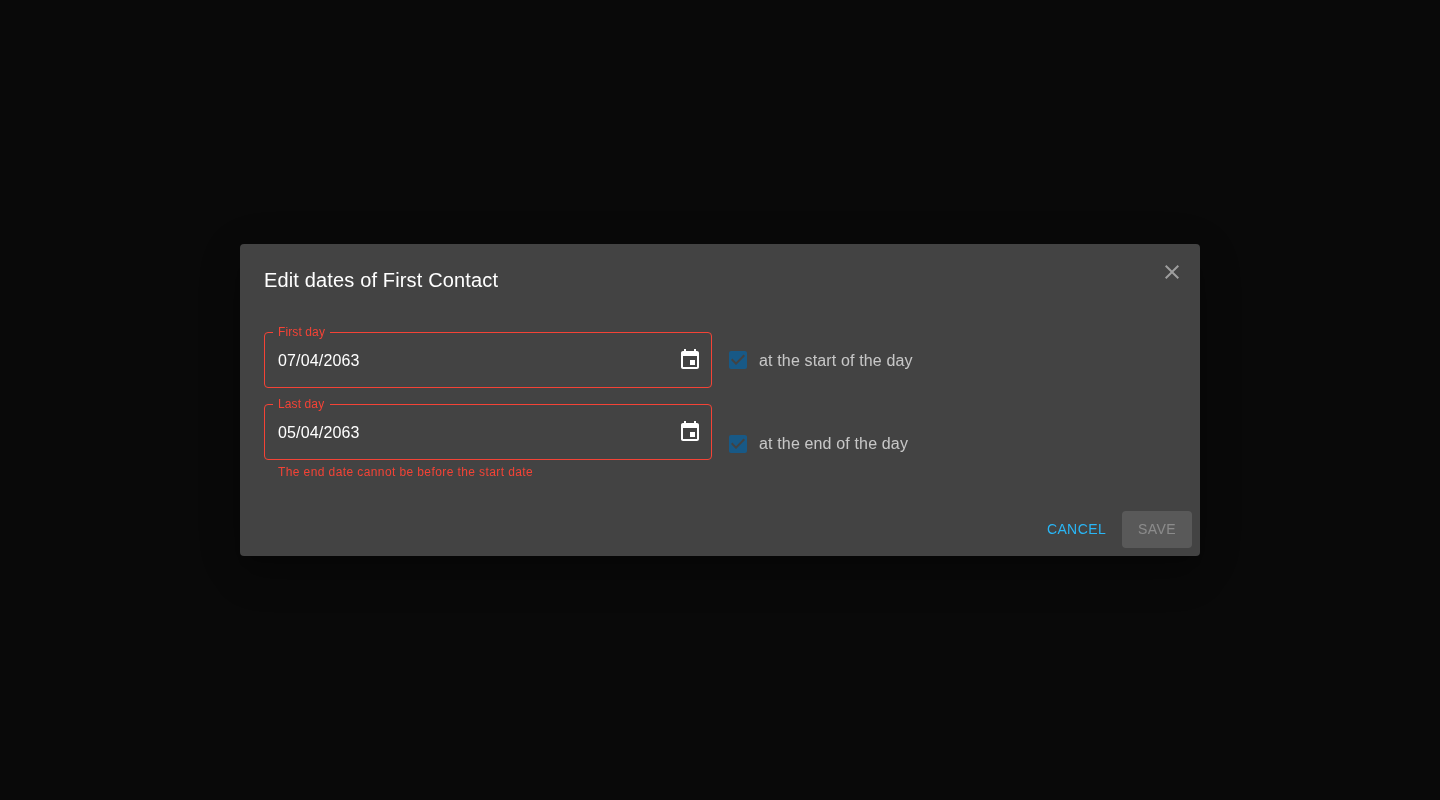 Edit dates of First Contact
First day
07/04/2063
at the start of the day
Last day
05/04/2063
at the end of the day
The end date cannot be before the start date
CANCEL
SAVE